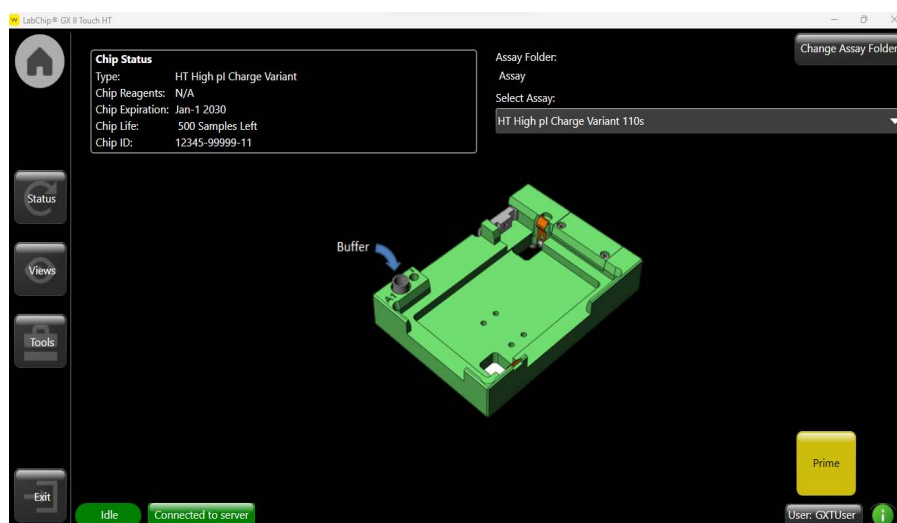 LabChip® GX II Touch HT
Change Assay Folder
Chip Status
Type: HT High pI Charge Variant
Chip Reagents: N/A
Chip Expiration: Jan-1 2030
Chip Life: 500 Samples Left
Chip ID: 12345-99999-11
Assay Folder:
Assay
Select Assay:
HT High pI Charge Variant 110s
Status
Views
Tools
Exit
Buffer
A1
Prime
Idle
Connected to server
User: GXTUser
i